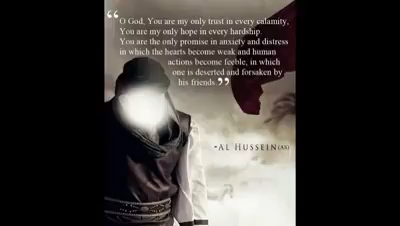 “ O God, You are my only trust in every calamity,
You are my only hope in every hardship.
You are the only promise in anxiety and distress
in which the hearts become weak and human
actions become feeble, in which
one is deserted and forsaken by
his friends.”
-AL HUSSEIN(AS)